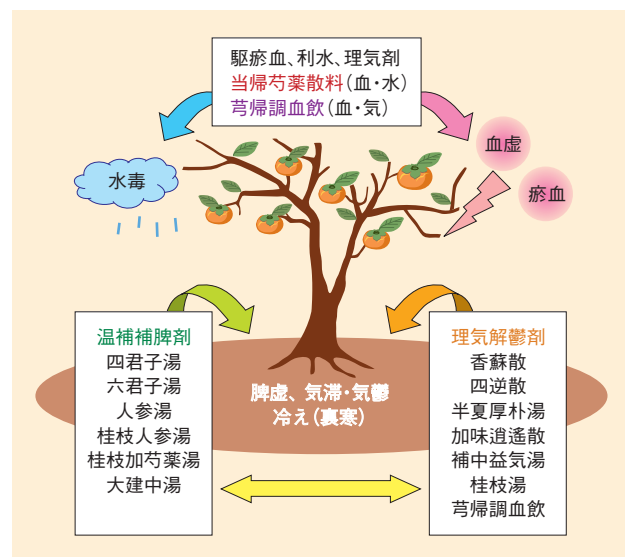 駆瘀血、利水、理気剤
当帰芍薬散料（血・水）
芎帰調血飲（血・気）
血虚
瘀血
水毒
温補補脾剤
四君子湯
六君子湯
人参湯
桂枝人参湯
桂枝加芍薬湯
大建中湯
脾虚、気滞・気鬱
冷え（裏寒）
理気解鬱剤
香蘇散
四逆散
半夏厚朴湯
加味逍遙散
補中益気湯
桂枝湯
芎帰調血飲